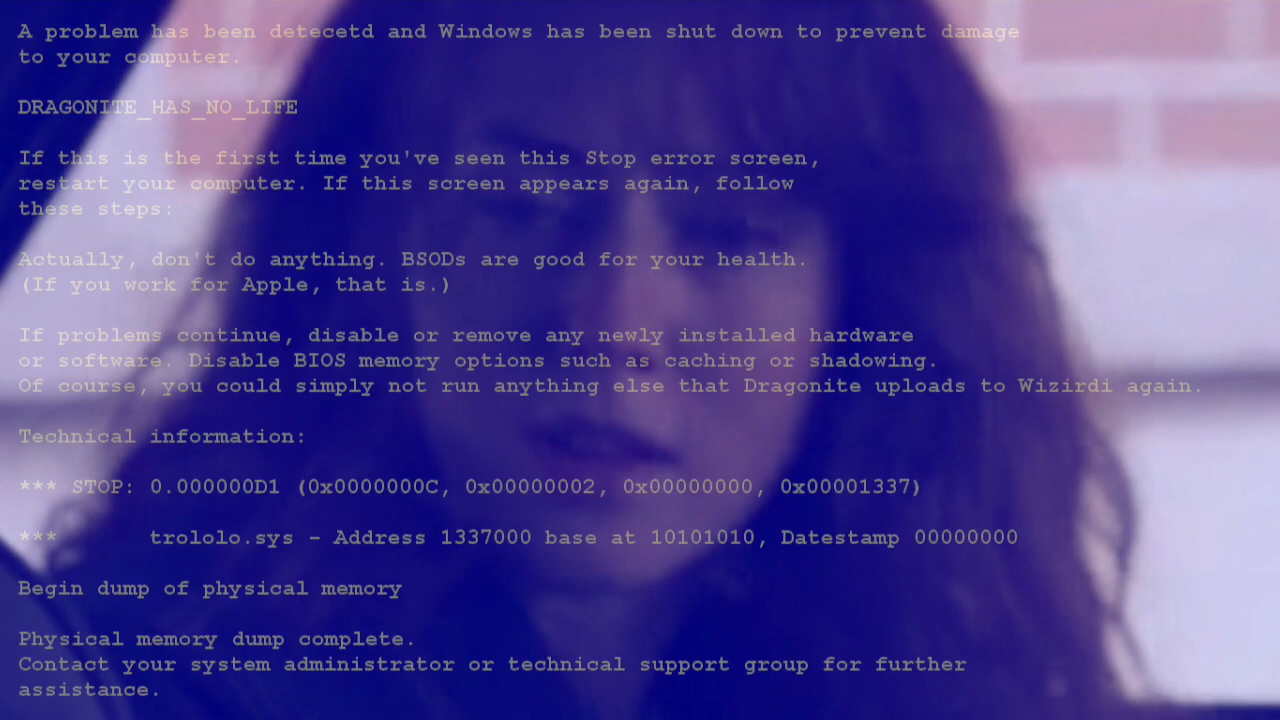 A problem has been detecetd and Windows has been shut down to prevent damage
to your computer.
DRAGONITE_HAS_NO_LIFE
If this is the first time you've seen this Stop error screen,
restart your computer. If this screen appears again, follow
these steps:
Actually, don't do anything. BSODs are good for your health.
(If you work for Apple, that is.)
If problems continue, disable or remove any newly installed hardware
or software. Disable BIOS memory options such as caching or shadowing.
Of course, you could simply not run anything else that Dragonite uploads to Wizirdi again.
Technical information:
*** STOP: 0.000000D1 (0x0000000C, 0x00000002, 0x00000000, 0x00001337)
*** trololo.sys - Address 1337000 base at 10101010, Datestamp 00000000
Begin dump of physical memory
Physical memory dump complete.
Contact your system administrator or technical support group for further
assistance.